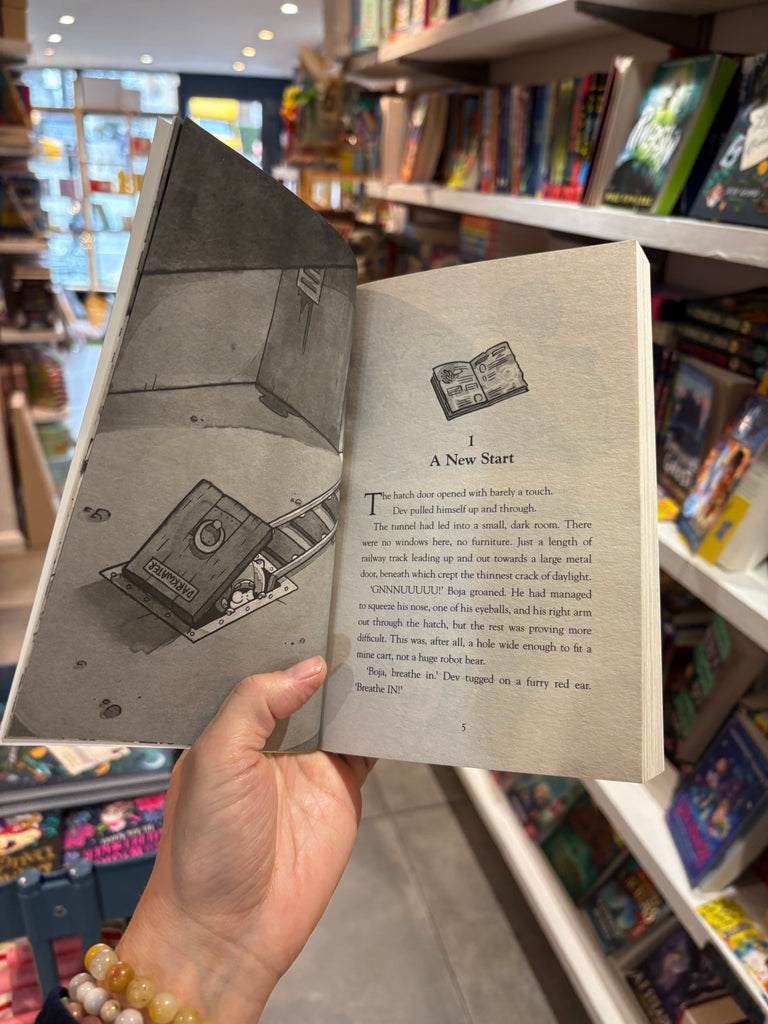 DARKWATER
1
A New Start
The hatch door opened with barely a touch.
Dev pulled himself up and through.
The tunnel had led into a small, dark room. There
were no windows here, no furniture. Just a length of
railway track leading up and out towards a large metal
door, beneath which crept the thinnest crack of daylight.
‘GNNNUUUUU!’ Boja groaned. He had managed
to squeeze his nose, one of his eyeballs, and his right arm
out through the hatch, but the rest was proving more
difficult. This was, after all, a hole wide enough to fit a
mine cart, not a huge robot bear.
‘Boja, breathe in.’ Dev tugged on a furry red ear.
‘Breathe IN!’
5